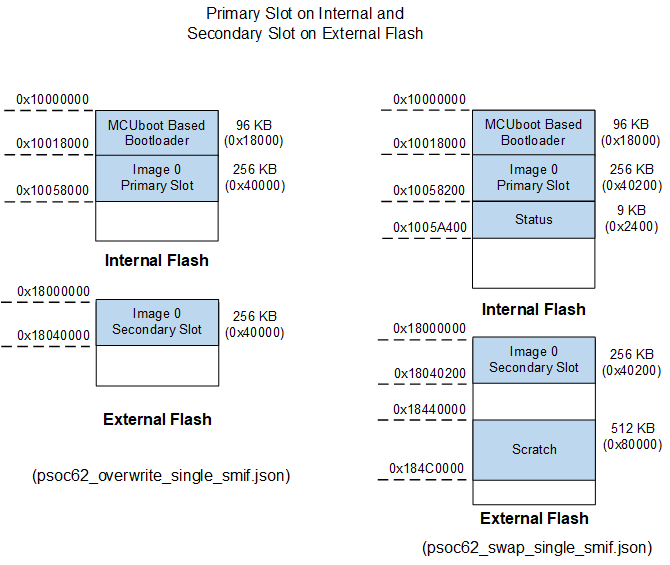 Primary Slot on Internal and
Secondary Slot on External Flash
0x10000000
MCUboot Based
Bootloader
96 KB
(0x18000)
0x10018000
Image 0
Primary Slot
256 KB
(0x40000)
0x10058000
Internal Flash
0x18000000
Image 0
Secondary Slot
256 KB
(0x40000)
0x18040000
External Flash
(psoc62_overwrite_single_smif.json)
0x10000000
MCUboot Based
Bootloader
96 KB
(0x18000)
0x10018000
Image 0
Primary Slot
256 KB
(0x40200)
0x10058200
Status
9 KB
(0x2400)
0x1005A400
Internal Flash
0x18000000
Image 0
Secondary Slot
256 KB
(0x40200)
0x18040200
0x18440000
Scratch
512 KB
(0x80000)
0x184C0000
External Flash
(psoc62_swap_single_smif.json)